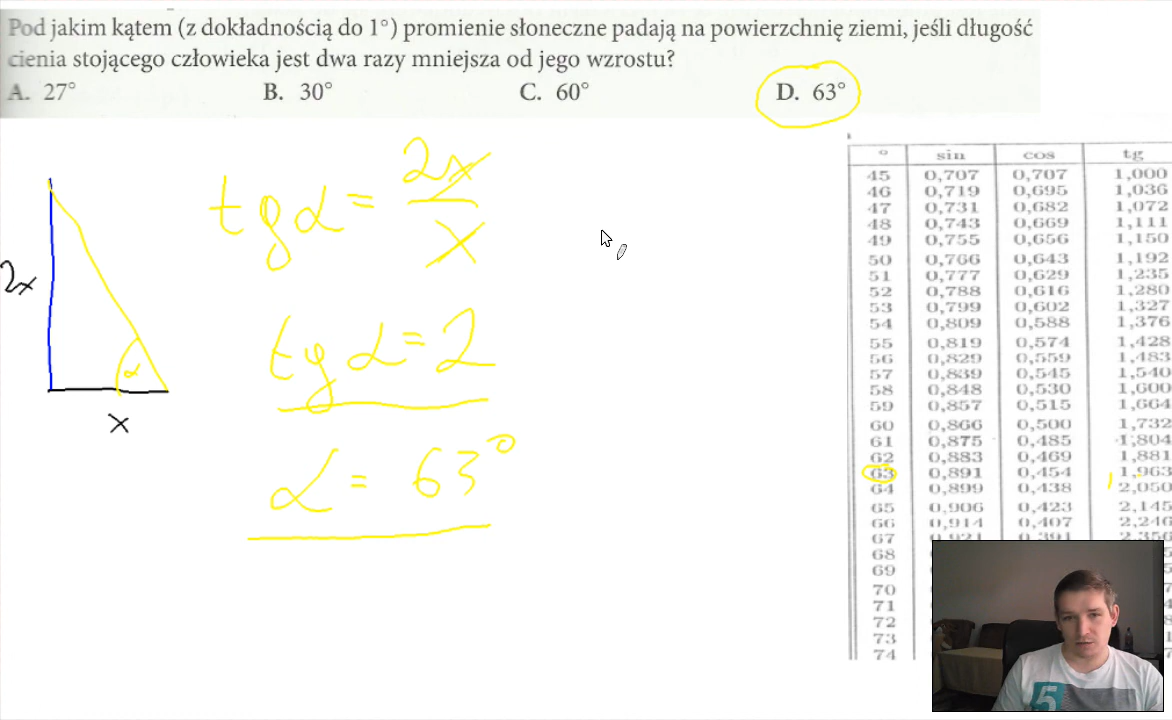 Pod jakim kątem (z dokładnością do 1°) promienie słoneczne padają na powierzchnię ziemi, jeśli długość
cienia stojącego człowieka jest dwa razy mniejsza od jego wzrostu?
A. 27° B. 30° C. 60° D. 63°
2x
α
x
tg α = 2x / x
tg α = 2
α = 63°
° sin cos tg
45 0,707 0,707 1,000
46 0,719 0,695 1,036
47 0,731 0,682 1,072
48 0,743 0,669 1,111
49 0,755 0,656 1,150
50 0,766 0,643 1,192
51 0,777 0,629 1,235
52 0,788 0,616 1,280
53 0,799 0,602 1,327
54 0,809 0,588 1,376
55 0,819 0,574 1,428
56 0,829 0,559 1,483
57 0,839 0,545 1,540
58 0,848 0,530 1,600
59 0,857 0,515 1,664
60 0,866 0,500 1,732
61 0,875 0,485 1,804
62 0,883 0,469 1,881
63 0,891 0,454 1,963
64 0,899 0,438 2,050
65 0,906 0,423 2,145
66 0,914 0,407 2,246
67 0,921 0,391 2,356
68
69
70
71
72
73
74
5